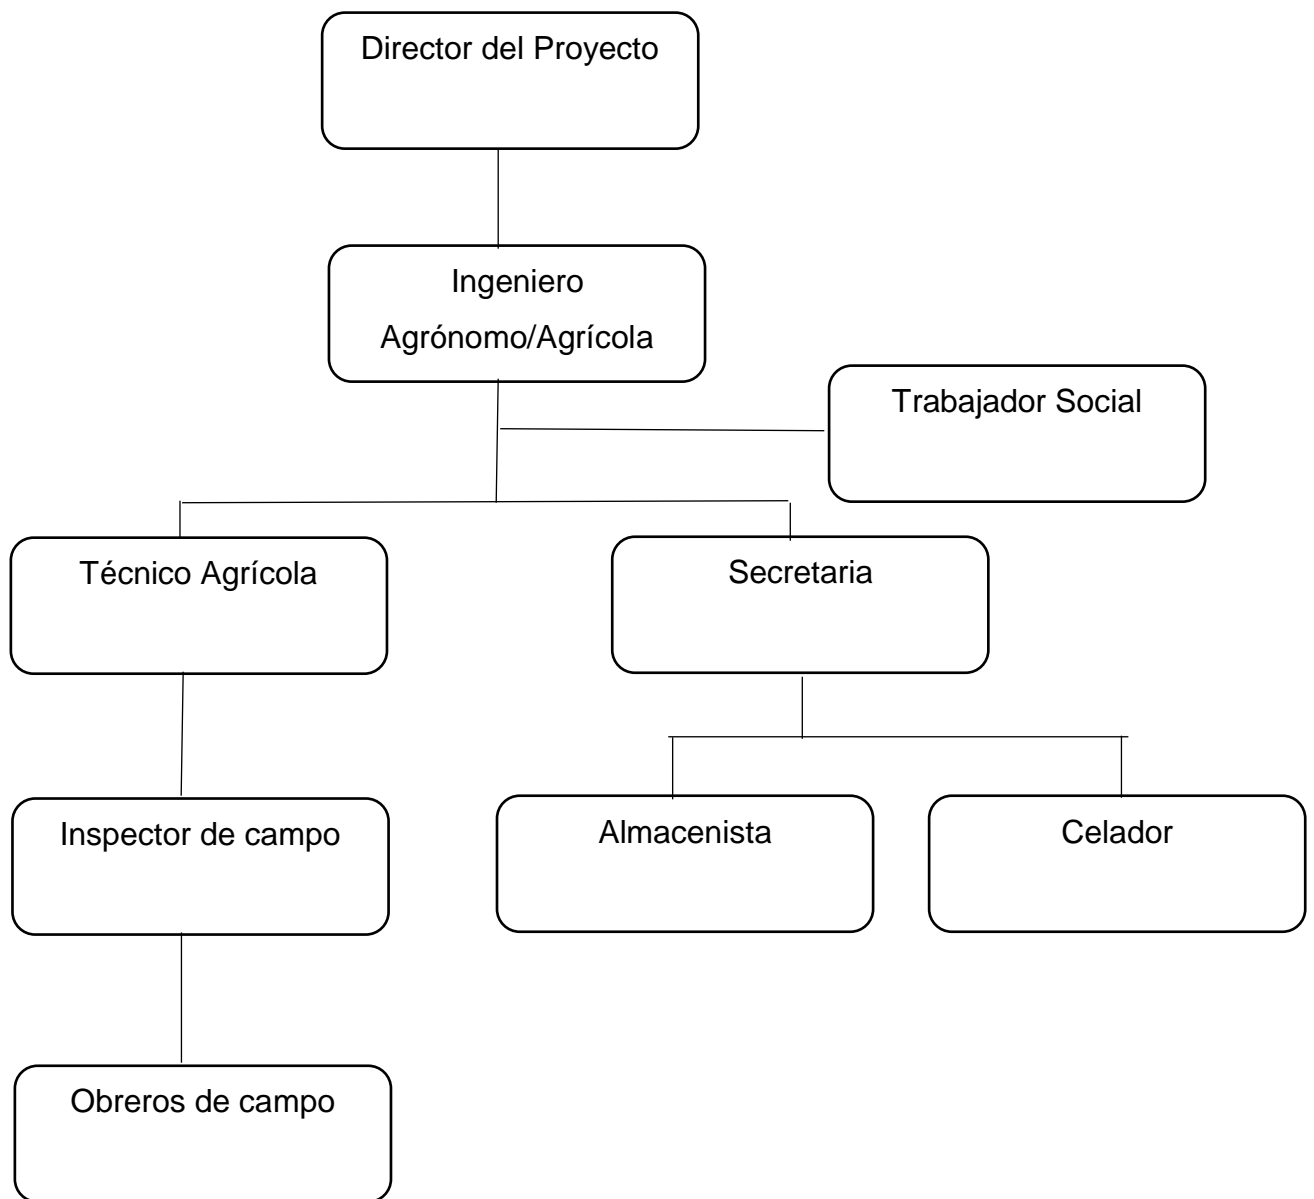 Director del Proyecto
Ingeniero
Agrónomo/Agrícola
Trabajador Social
Técnico Agrícola
Secretaria
Inspector de campo
Almacenista
Celador
Obreros de campo